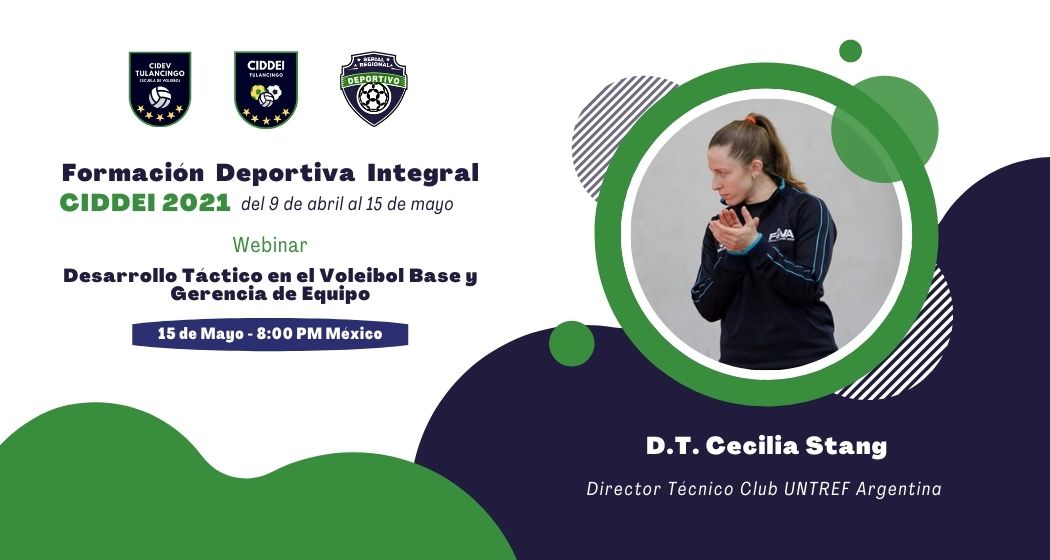 CIDEV
TULANCINGO
ESCUELA DE VOLEIBOL
CIDDEI
TULANCINGO
SERIAL
REGIONAL
DEPORTIVO
Formación Deportiva Integral
CIDDEI 2021 del 9 de abril al 15 de mayo
Webinar
Desarrollo Táctico en el Voleibol Base y
Gerencia de Equipo
15 de Mayo - 8:00 PM México
D.T. Cecilia Stang
Director Técnico Club UNTREF Argentina